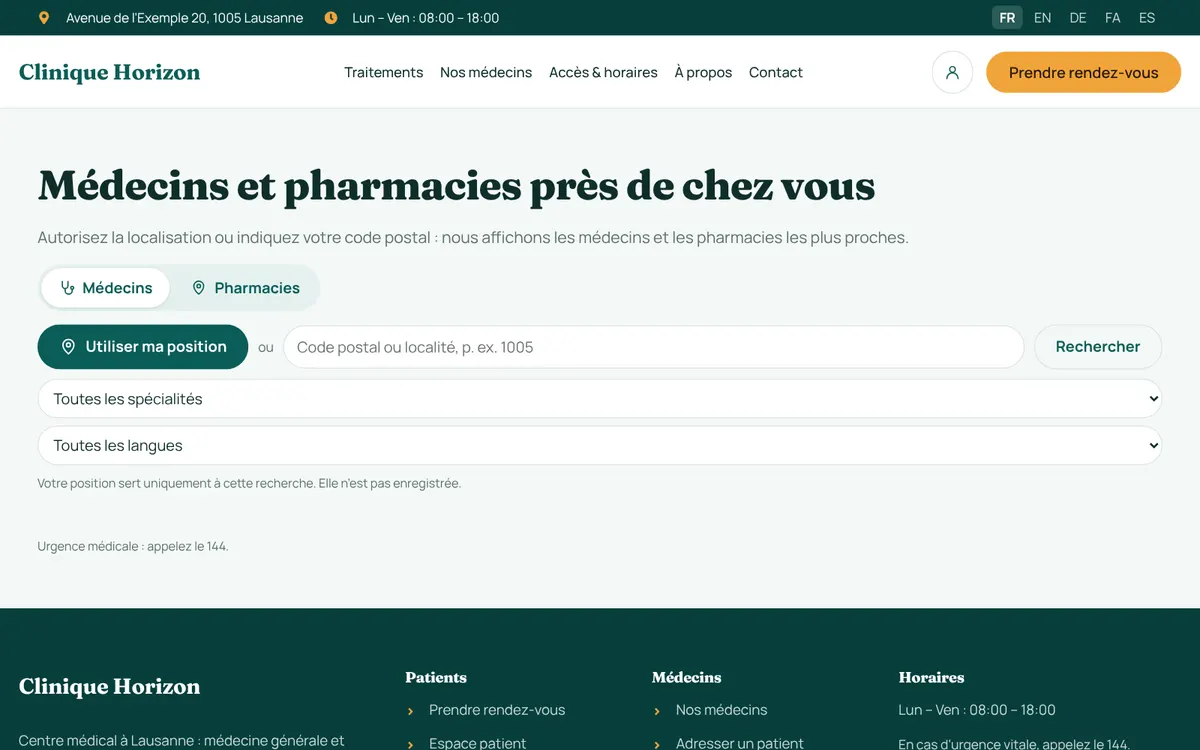 Avenue de l'Exemple 20, 1005 Lausanne
Lun – Ven : 08:00 – 18:00
FR EN DE FA ES
Clinique Horizon
Traitements Nos médecins Accès & horaires À propos Contact
Prendre rendez-vous
Médecins et pharmacies près de chez vous
Autorisez la localisation ou indiquez votre code postal : nous affichons les médecins et les pharmacies les plus proches.
Médecins Pharmacies
Utiliser ma position ou Code postal ou localité, p. ex. 1005 Rechercher
Toutes les spécialités
Toutes les langues
Votre position sert uniquement à cette recherche. Elle n'est pas enregistrée.
Urgence médicale : appelez le 144.
Clinique Horizon
Centre médical à Lausanne : médecine générale et
Patients
Prendre rendez-vous
Espace patient
Médecins
Nos médecins
Adresser un patient
Horaires
Lun – Ven : 08:00 – 18:00
En cas d'urgence vitale, appelez le 144.